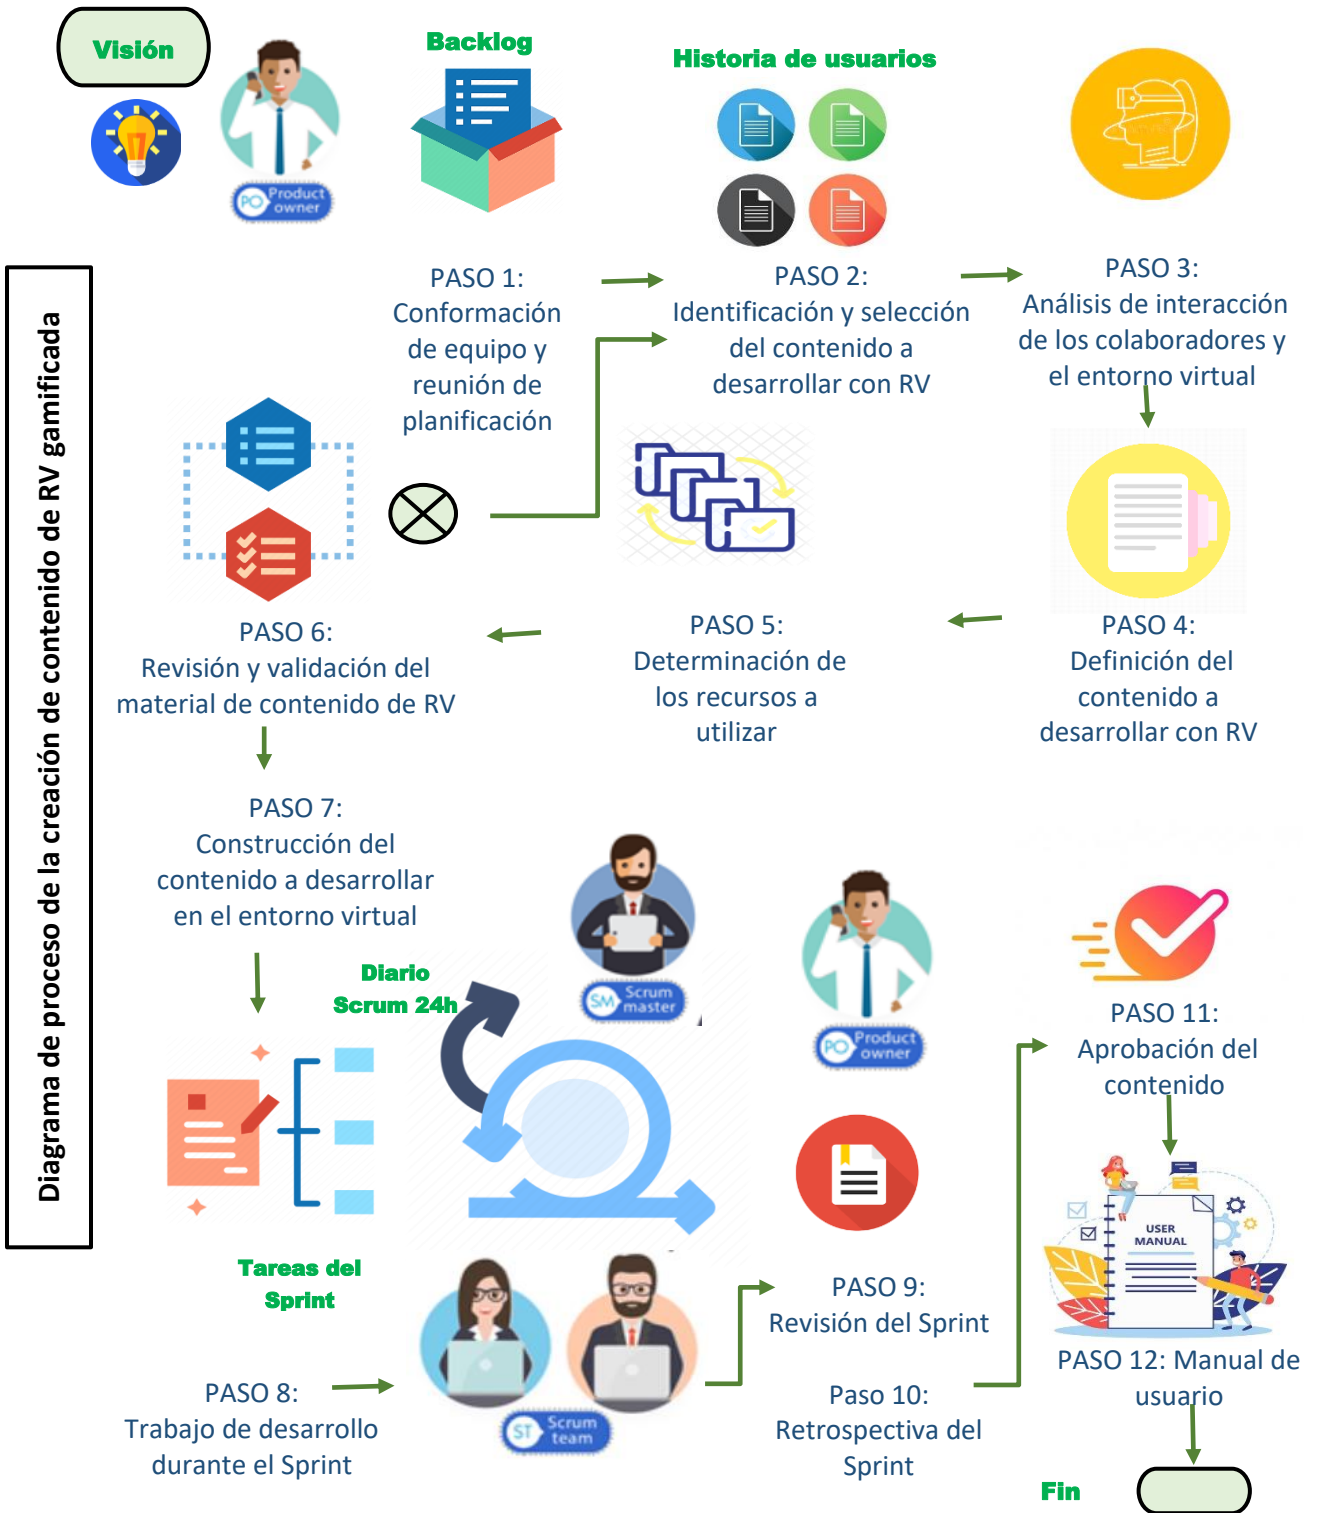 Visión
Backlog
Historia de usuarios
PO Product
owner
PASO 1:
Conformación
de equipo y
reunión de
planificación
PASO 2:
Identificación y selección
del contenido a
desarrollar con RV
PASO 3:
Análisis de interacción
de los colaboradores y
el entorno virtual
Diagrama de proceso de la creación de contenido de RV gamificada
PASO 6:
Revisión y validación del
material de contenido de RV
PASO 5:
Determinación de
los recursos a
utilizar
PASO 4:
Definición del
contenido a
desarrollar con RV
PASO 7:
Construcción del
contenido a desarrollar
en el entorno virtual
Diario
Scrum 24h
SM Scrum
master
PO Product
owner
PASO 11:
Aprobación del
contenido
USER
MANUAL
Tareas del
Sprint
PASO 9:
Revisión del Sprint
PASO 12: Manual de
usuario
PASO 8:
Trabajo de desarrollo
durante el Sprint
ST Scrum
team
Paso 10:
Retrospectiva del
Sprint
Fin